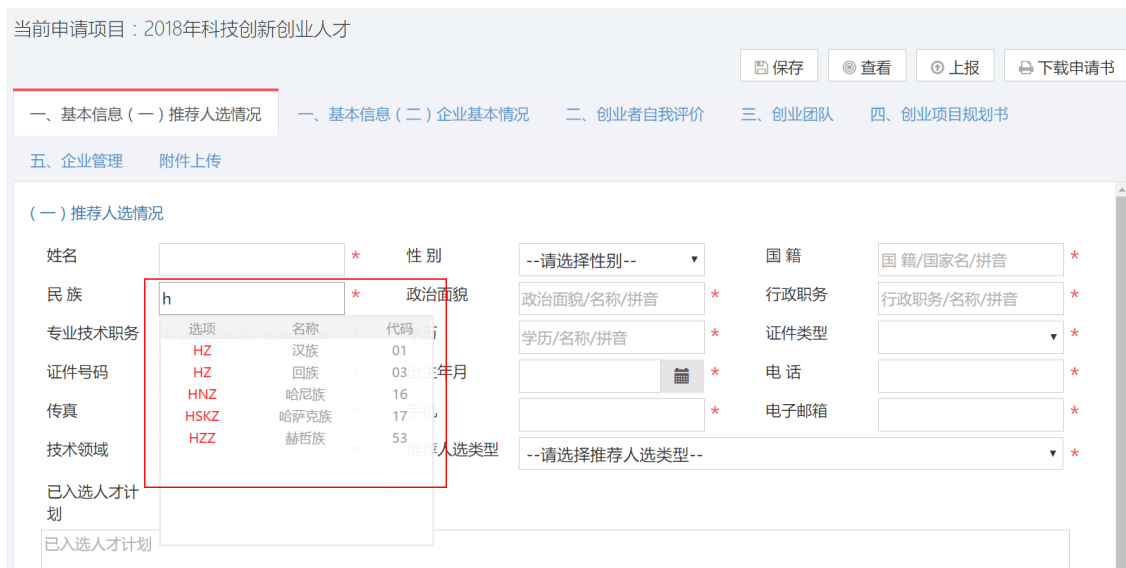 当前申请项目：2018年科技创新创业人才
保存 查看 上报 下载申请书
一、基本信息（一）推荐人选情况 一、基本信息（二）企业基本情况 二、创业者自我评价 三、创业团队 四、创业项目规划书
五、企业管理 附件上传
（一）推荐人选情况
姓名 * 性 别 --请选择性别-- 国 籍 国 籍/国家名/拼音 *
民 族 h * 政治面貌 政治面貌/名称/拼音 * 行政职务 行政职务/名称/拼音 *
专业技术职务 选项 名称 代码 历 学历/名称/拼音 * 证件类型 *
HZ 汉族 01
证件号码 HZ 回族 03 出生年月 * 电 话 *
HNZ 哈尼族 16
传真 HSKZ 哈萨克族 17 手机 * 电子邮箱 *
HZZ 赫哲族 53
技术领域 推荐人选类型 --请选择推荐人选类型-- *
已入选人才计
划
已入选人才计划